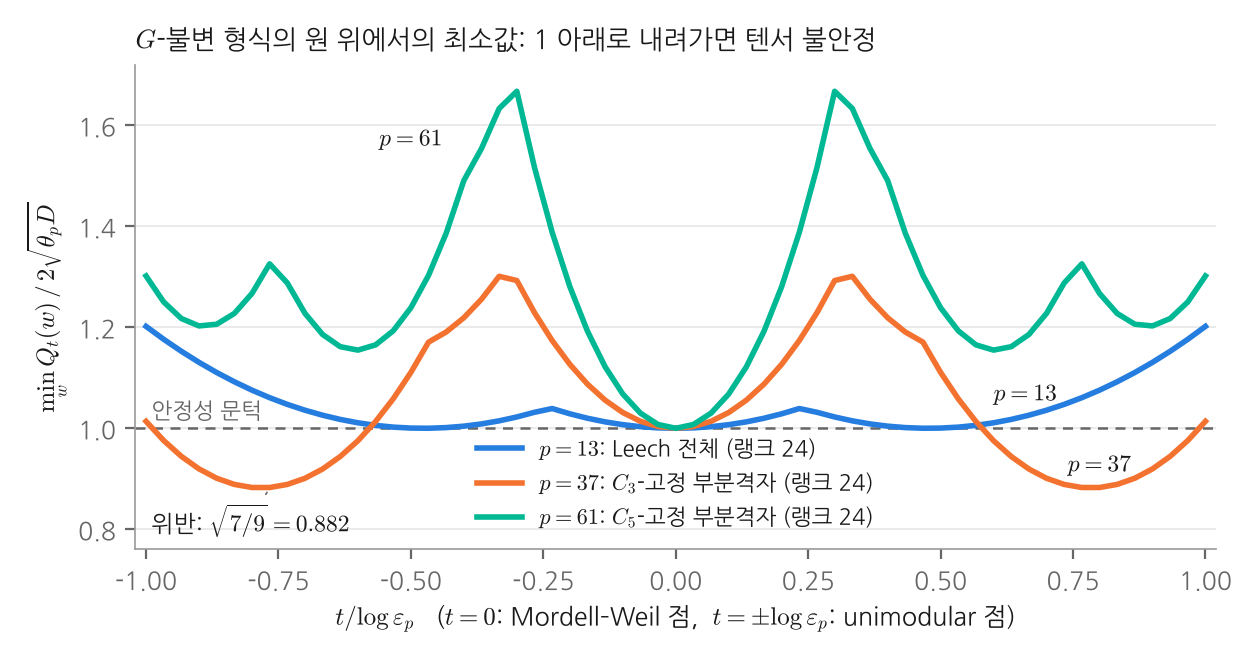 G-불변 형식의 원 위에서의 최소값: 1 아래로 내려가면 텐서 불안정
min_w Q_t(w) / 2√(θ_p D)
1.6
1.4
1.2
1.0
0.8
p = 61
안정성 문턱
p = 13
p = 37
위반: √7/9 = 0.882
p = 13: Leech 전체 (랭크 24)
p = 37: C₃-고정 부분격자 (랭크 24)
p = 61: C₅-고정 부분격자 (랭크 24)
-1.00 -0.75 -0.50 -0.25 0.00 0.25 0.50 0.75 1.00
t/log ε_p (t = 0: Mordell-Weil 점, t = ±log ε_p: unimodular 점)